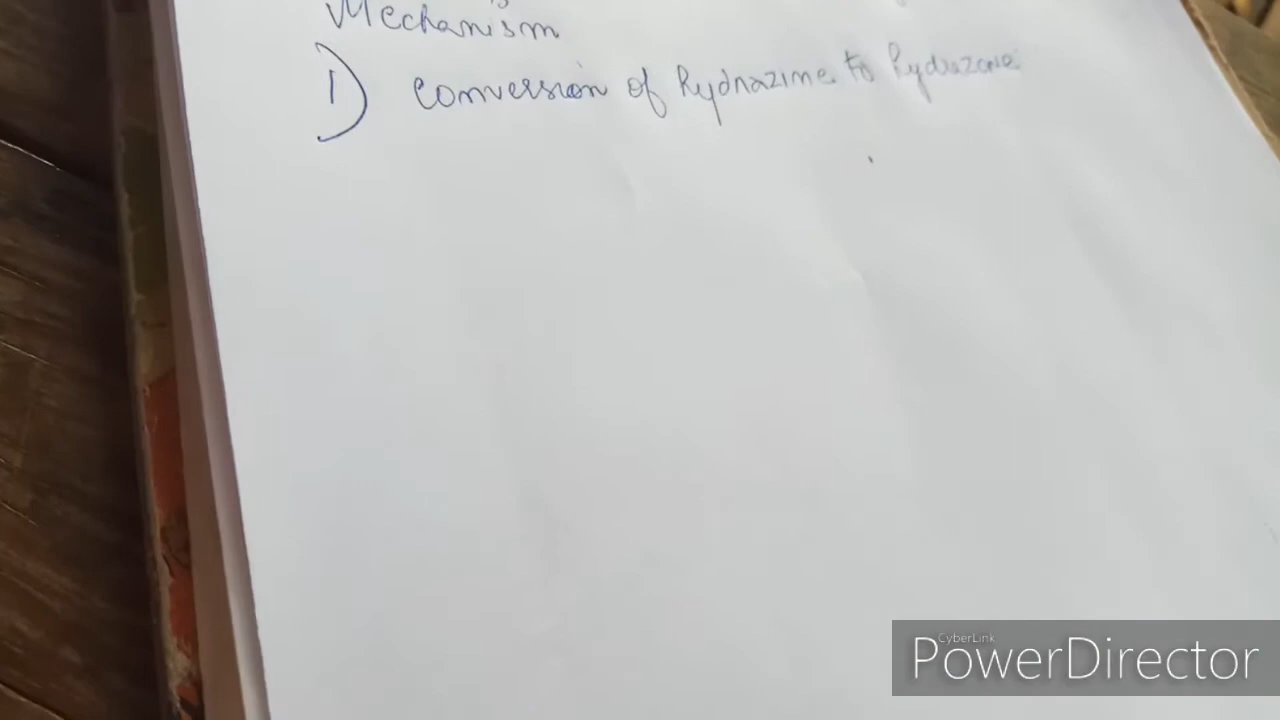 Mechanism
1) conversion of hydrazine to hydrazone
CyberLink
PowerDirector